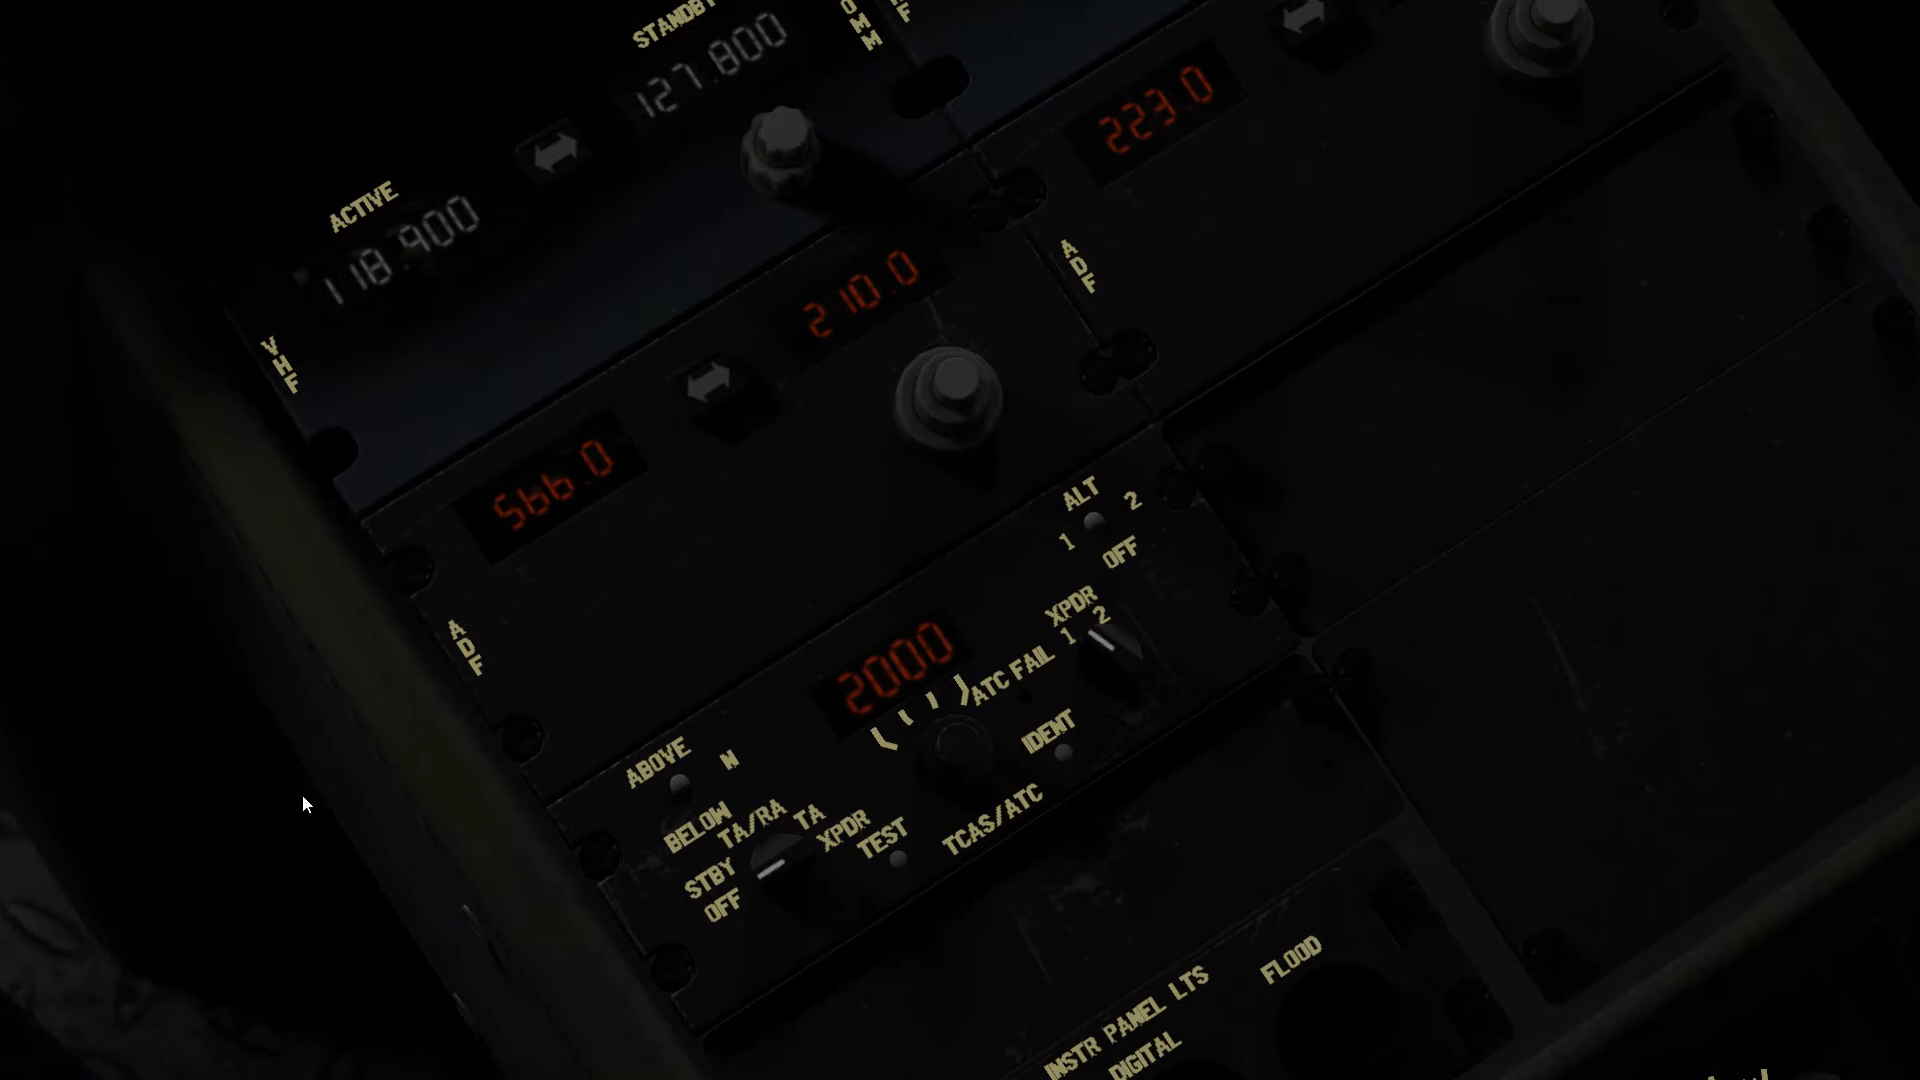 STANDBY
127.800
ACTIVE
118.900
VHF
223.0
210.0
ADF
566.0
ADF
ALT
1
2
OFF
2000
XPDR
1 2
ATC FAIL
IDENT
ABOVE
N
BELOW
TA/RA
TA
XPDR
TEST
TCAS/ATC
STBY
OFF
FLOOD
INSTR PANEL LTS
DIGITAL